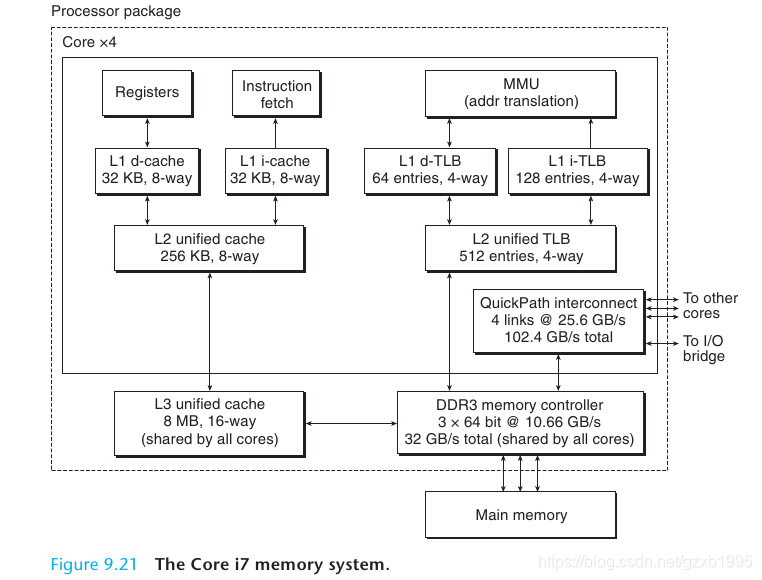 Processor package
Core ×4
Registers
Instruction
fetch
MMU
(addr translation)
L1 d-cache
32 KB, 8-way
L1 i-cache
32 KB, 8-way
L1 d-TLB
64 entries, 4-way
L1 i-TLB
128 entries, 4-way
L2 unified cache
256 KB, 8-way
L2 unified TLB
512 entries, 4-way
QuickPath interconnect
4 links @ 25.6 GB/s
102.4 GB/s total
To other
cores
To I/O
bridge
L3 unified cache
8 MB, 16-way
(shared by all cores)
DDR3 memory controller
3 × 64 bit @ 10.66 GB/s
32 GB/s total (shared by all cores)
Main memory
Figure 9.21 The Core i7 memory system.
https://blog.csdn.net/gzxb1995